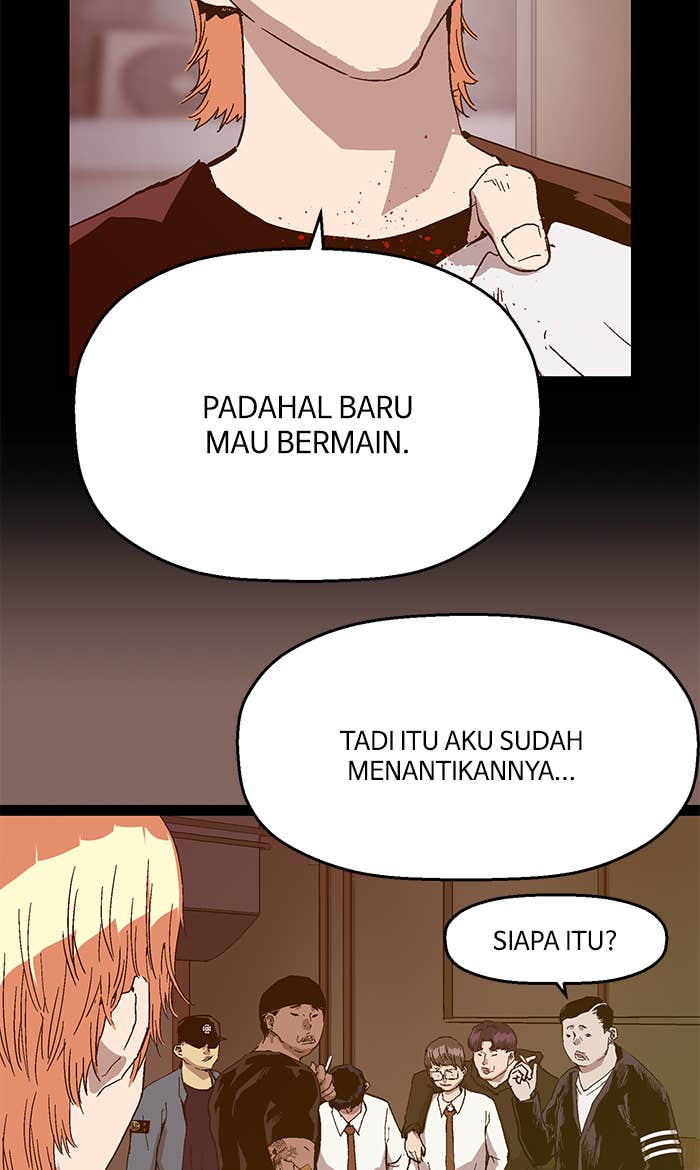 PADAHAL BARU
MAU BERMAIN.
TADI ITU AKU SUDAH
MENANTIKANNYA...
SIAPA ITU?